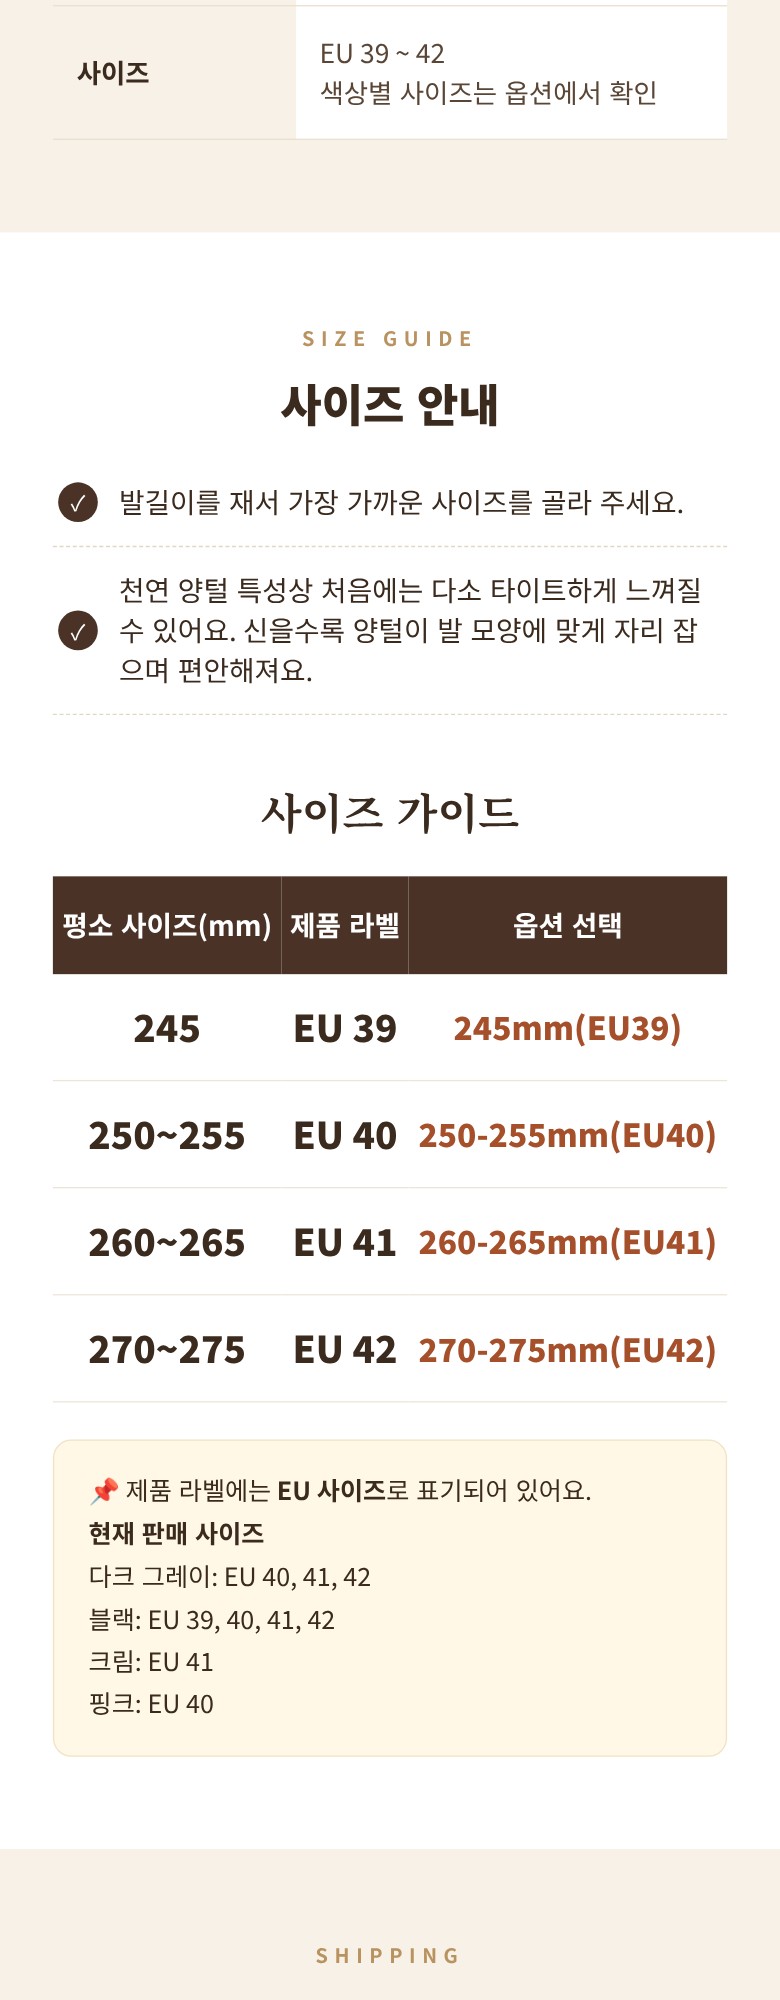 사이즈
EU 39 ~ 42
색상별 사이즈는 옵션에서 확인
SIZE GUIDE
사이즈 안내
✓ 발길이를 재서 가장 가까운 사이즈를 골라 주세요.
✓ 천연 양털 특성상 처음에는 다소 타이트하게 느껴질
수 있어요. 신을수록 양털이 발 모양에 맞게 자리 잡
으며 편안해져요.
사이즈 가이드
평소 사이즈(mm) 제품 라벨 옵션 선택
245 EU 39 245mm(EU39)
250~255 EU 40 250-255mm(EU40)
260~265 EU 41 260-265mm(EU41)
270~275 EU 42 270-275mm(EU42)
📌 제품 라벨에는 EU 사이즈로 표기되어 있어요.
현재 판매 사이즈
다크 그레이: EU 40, 41, 42
블랙: EU 39, 40, 41, 42
크림: EU 41
핑크: EU 40
SHIPPING